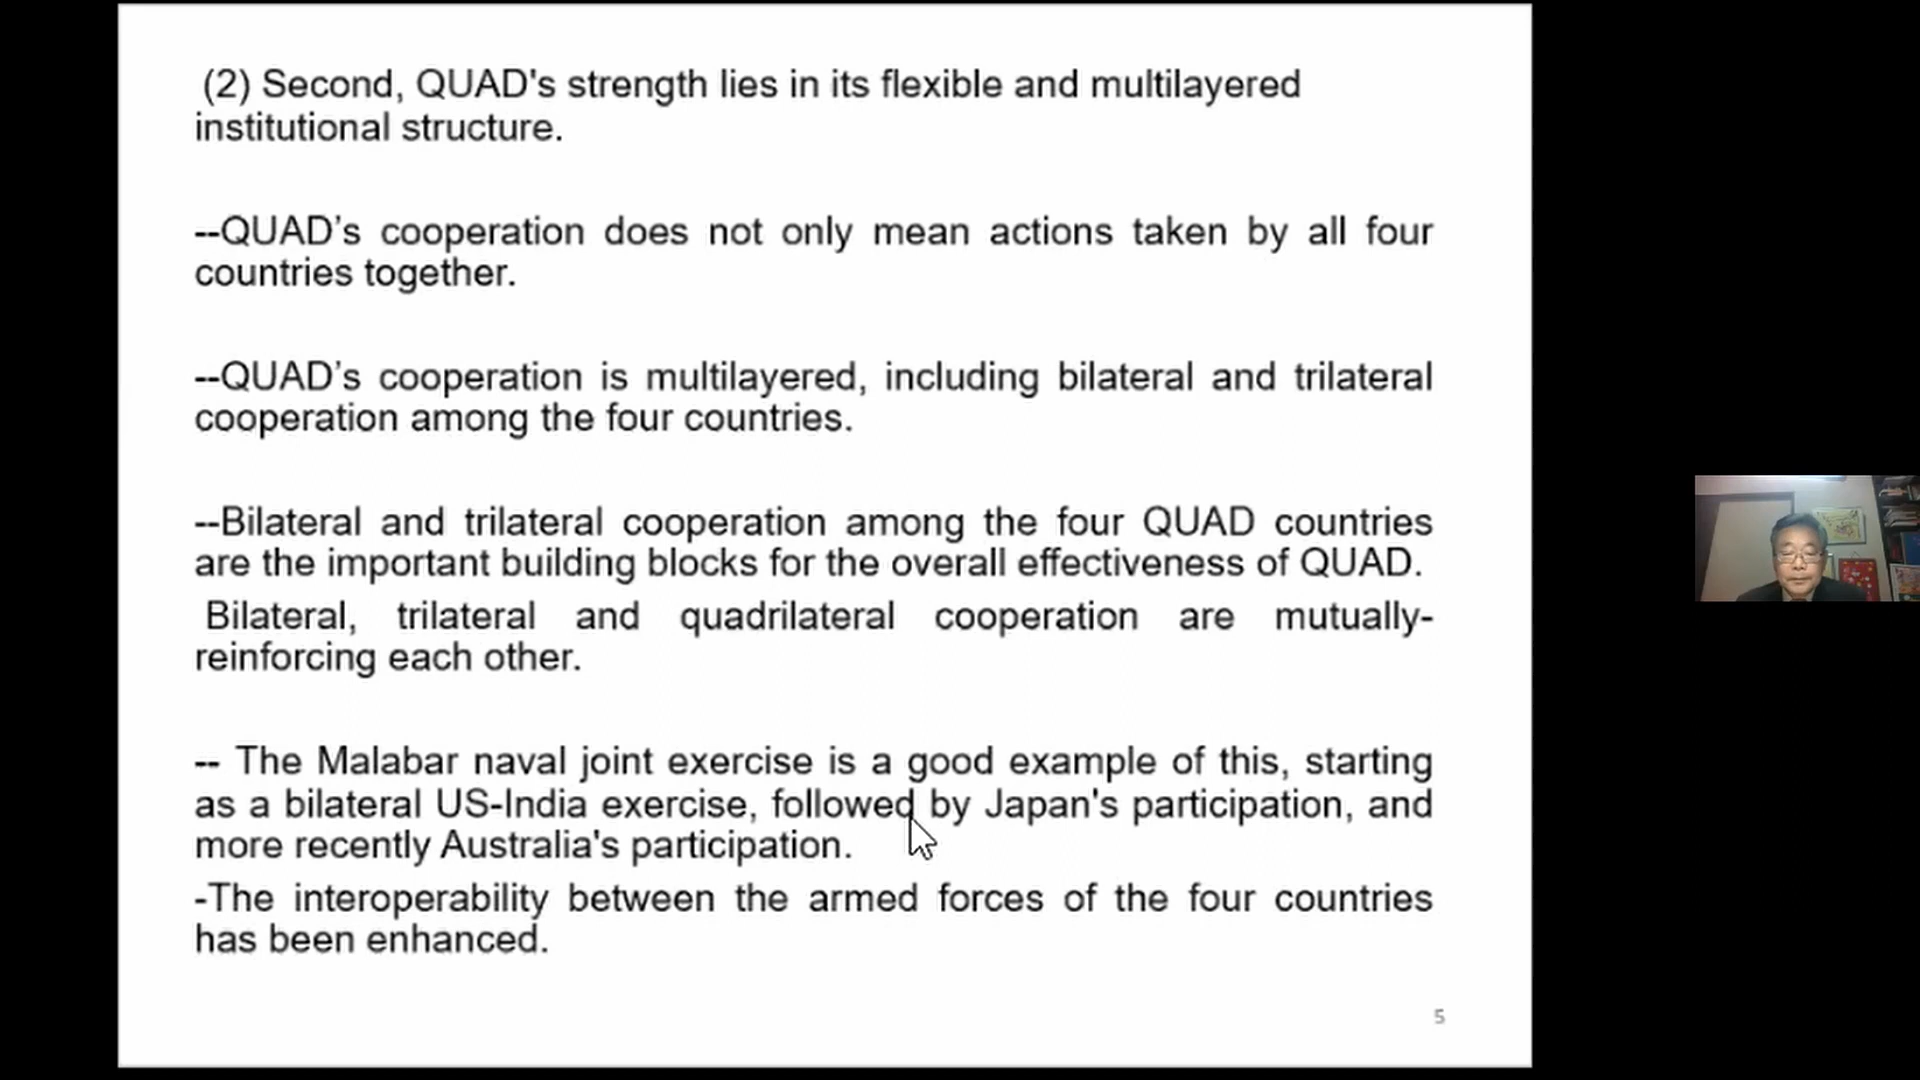 (2) Second, QUAD's strength lies in its flexible and multilayered
institutional structure.
--QUAD’s cooperation does not only mean actions taken by all four
countries together.
--QUAD’s cooperation is multilayered, including bilateral and trilateral
cooperation among the four countries.
--Bilateral and trilateral cooperation among the four QUAD countries
are the important building blocks for the overall effectiveness of QUAD.
Bilateral, trilateral and quadrilateral cooperation are mutually-
reinforcing each other.
-- The Malabar naval joint exercise is a good example of this, starting
as a bilateral US-India exercise, followed by Japan's participation, and
more recently Australia's participation.
-The interoperability between the armed forces of the four countries
has been enhanced.
5